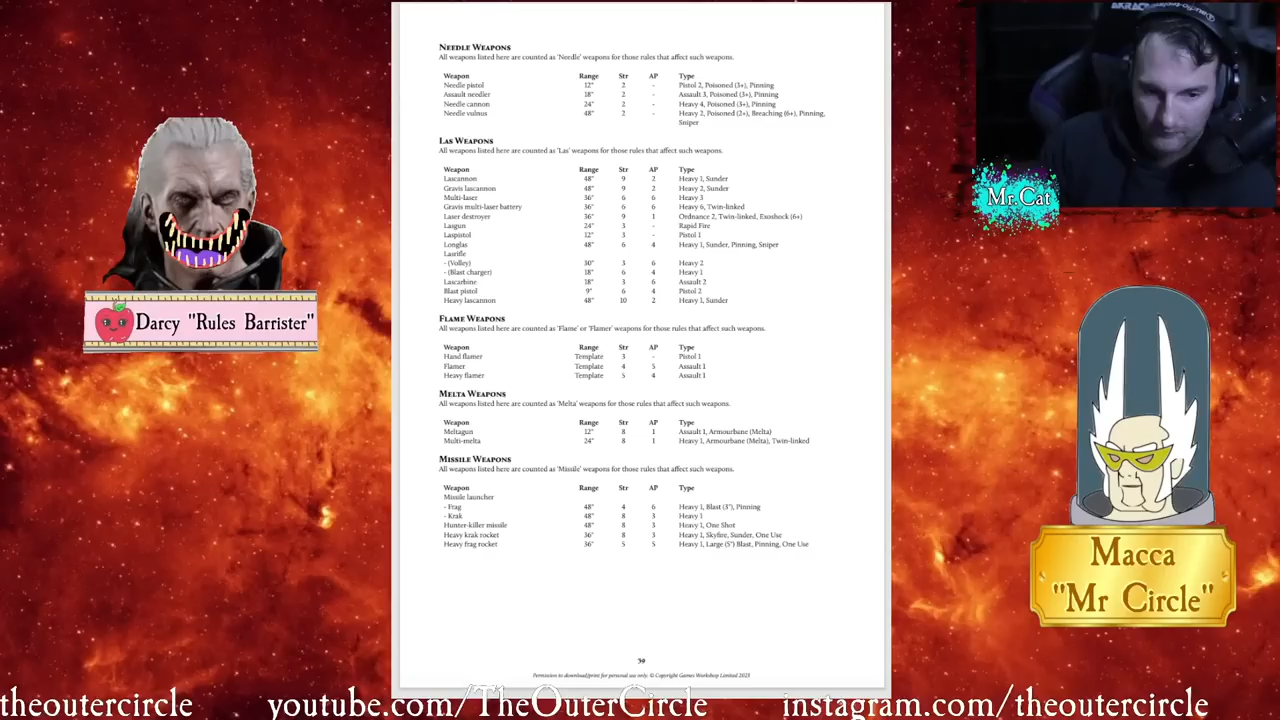 NEEDLE WEAPONS
All weapons listed here are counted as 'Needle' weapons for those rules that affect such weapons.
Weapon Range Str AP Type
Needle pistol 12" 2 - Pistol 2, Poisoned (3+), Pinning
Assault needler 18" 2 - Assault 3, Poisoned (3+), Pinning
Needle cannon 24" 2 - Heavy 4, Poisoned (3+), Pinning
Needle vulnus 48" 2 - Heavy 2, Poisoned (2+), Breaching (6+), Pinning,
Sniper
LAS WEAPONS
All weapons listed here are counted as 'Las' weapons for those rules that affect such weapons.
Weapon Range Str AP Type
Lascannon 48" 9 2 Heavy 1, Sunder
Gravis lascannon 48" 9 2 Heavy 2, Sunder
Multi-laser 36" 6 6 Heavy 3
Gravis multi-laser battery 36" 6 6 Heavy 6, Twin-linked
Laser destroyer 36" 9 1 Ordnance 2, Twin-linked, Exoshock (6+)
Lasgun 24" 3 - Rapid Fire
Laspistol 12" 3 - Pistol 1
Longlas 48" 6 4 Heavy 1, Sunder, Pinning, Sniper
Lasrifle
- (Volley) 30" 3 6 Heavy 2
- (Blast charger) 18" 6 4 Heavy 1
Lascarbine 18" 3 6 Assault 2
Blast pistol 9" 6 4 Pistol 2
Heavy lascannon 48" 10 2 Heavy 1, Sunder
FLAME WEAPONS
All weapons listed here are counted as 'Flame' or 'Flamer' weapons for those rules that affect such weapons.
Weapon Range Str AP Type
Hand flamer Template 3 - Pistol 1
Flamer Template 4 5 Assault 1
Heavy flamer Template 5 4 Assault 1
MELTA WEAPONS
All weapons listed here are counted as 'Melta' weapons for those rules that affect such weapons.
Weapon Range Str AP Type
Meltagun 12" 8 1 Assault 1, Armourbane (Melta)
Multi-melta 24" 8 1 Heavy 1, Armourbane (Melta), Twin-linked
MISSILE WEAPONS
All weapons listed here are counted as 'Missile' weapons for those rules that affect such weapons.
Weapon Range Str AP Type
Missile launcher
- Frag 48" 4 6 Heavy 1, Blast (3"), Pinning
- Krak 48" 8 3 Heavy 1
Hunter-killer missile 48" 8 3 Heavy 1, One Shot
Heavy krak rocket 36" 8 3 Heavy 1, Skyfire, Sunder, One Use
Heavy frag rocket 36" 5 5 Heavy 1, Large (5") Blast, Pinning, One Use
Permission to download/print for personal use only. © Copyright Games Workshop Limited 2023
Darcy "Rules Barrister"
Mr.Cat
Macca
"Mr Circle"
theoutercircle youtube.com/TheOuterCircle instagram.com/theoutercircle